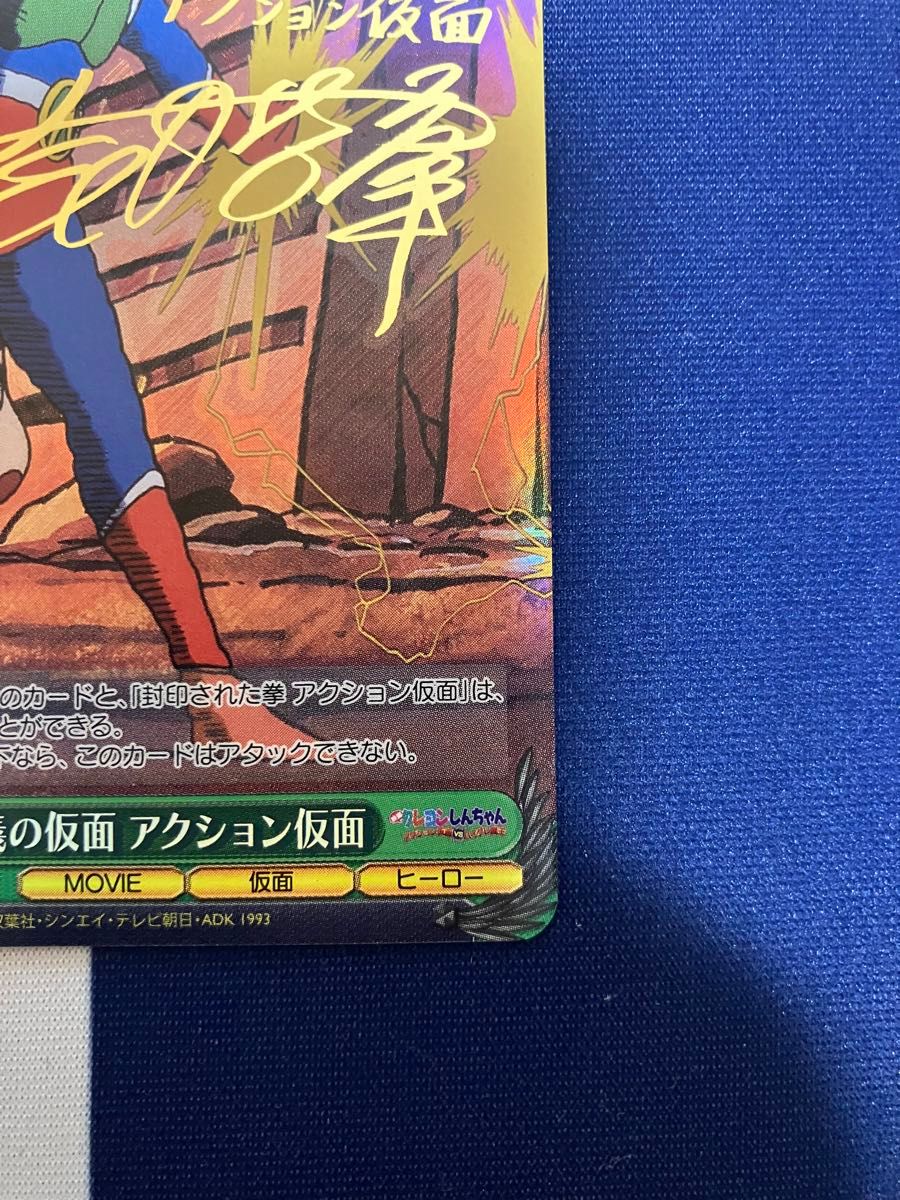 アクション仮面
のカードと、「封印された拳 アクション仮面」は、
とができる。
下なら、このカードはアタックできない。
義の仮面 アクション仮面
クレヨンしんちゃん
VS
MOVIE 仮面 ヒーロー
双葉社・シンエイ・テレビ朝日・ADK 1993